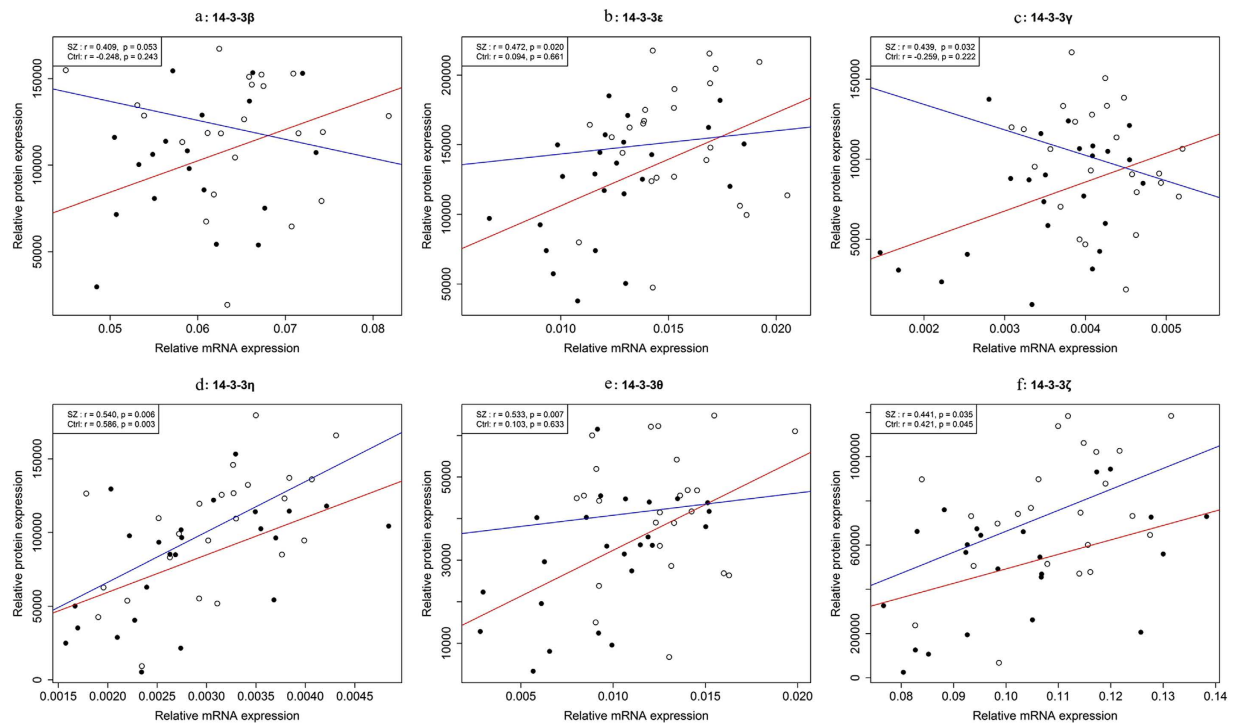 a: 14-3-3β
SZ : r = 0.409, p = 0.053
Ctrl: r = -0.248, p = 0.243
Relative protein expression
150000
100000
50000
0.05 0.06 0.07 0.08
Relative mRNA expression
b: 14-3-3ε
SZ : r = 0.472, p = 0.020
Ctrl: r = 0.094, p = 0.661
Relative protein expression
200000
150000
100000
50000
0.010 0.015 0.020
Relative mRNA expression
c: 14-3-3γ
SZ : r = 0.439, p = 0.032
Ctrl: r = -0.259, p = 0.222
Relative protein expression
150000
100000
50000
0.002 0.003 0.004 0.005
Relative mRNA expression
d: 14-3-3η
SZ : r = 0.540, p = 0.006
Ctrl: r = 0.586, p = 0.003
Relative protein expression
150000
100000
50000
0
0.0015 0.0020 0.0025 0.0030 0.0035 0.0040 0.0045
Relative mRNA expression
e: 14-3-3θ
SZ : r = 0.533, p = 0.007
Ctrl: r = 0.103, p = 0.633
Relative protein expression
50000
30000
10000
0.005 0.010 0.015 0.020
Relative mRNA expression
f: 14-3-3ζ
SZ : r = 0.441, p = 0.035
Ctrl: r = 0.421, p = 0.045
Relative protein expression
1000000
600000
200000
0
0.08 0.09 0.10 0.11 0.12 0.13 0.14
Relative mRNA expression